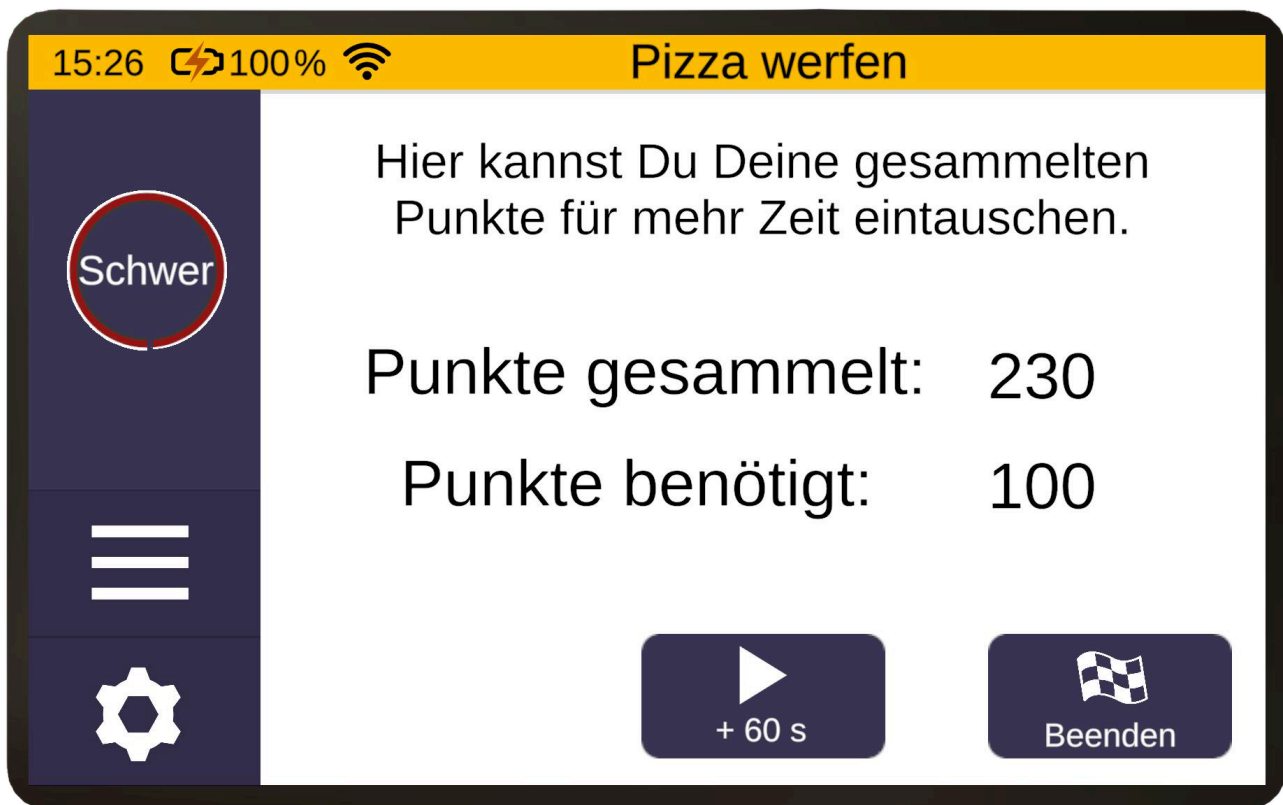 15:26 100% Pizza werfen
Hier kannst Du Deine gesammelten
Punkte für mehr Zeit eintauschen.
Schwer
Punkte gesammelt: 230
Punkte benötigt: 100
+ 60 s
Beenden